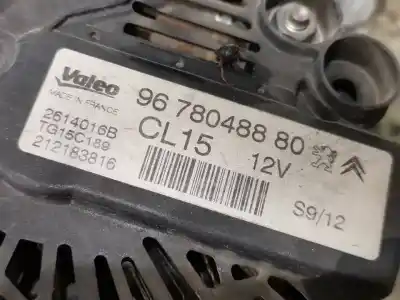 Valeo
MADE IN FRANCE
96 780488 80
2614016B
TG15C189
212183816
CL15
12V
S9/12